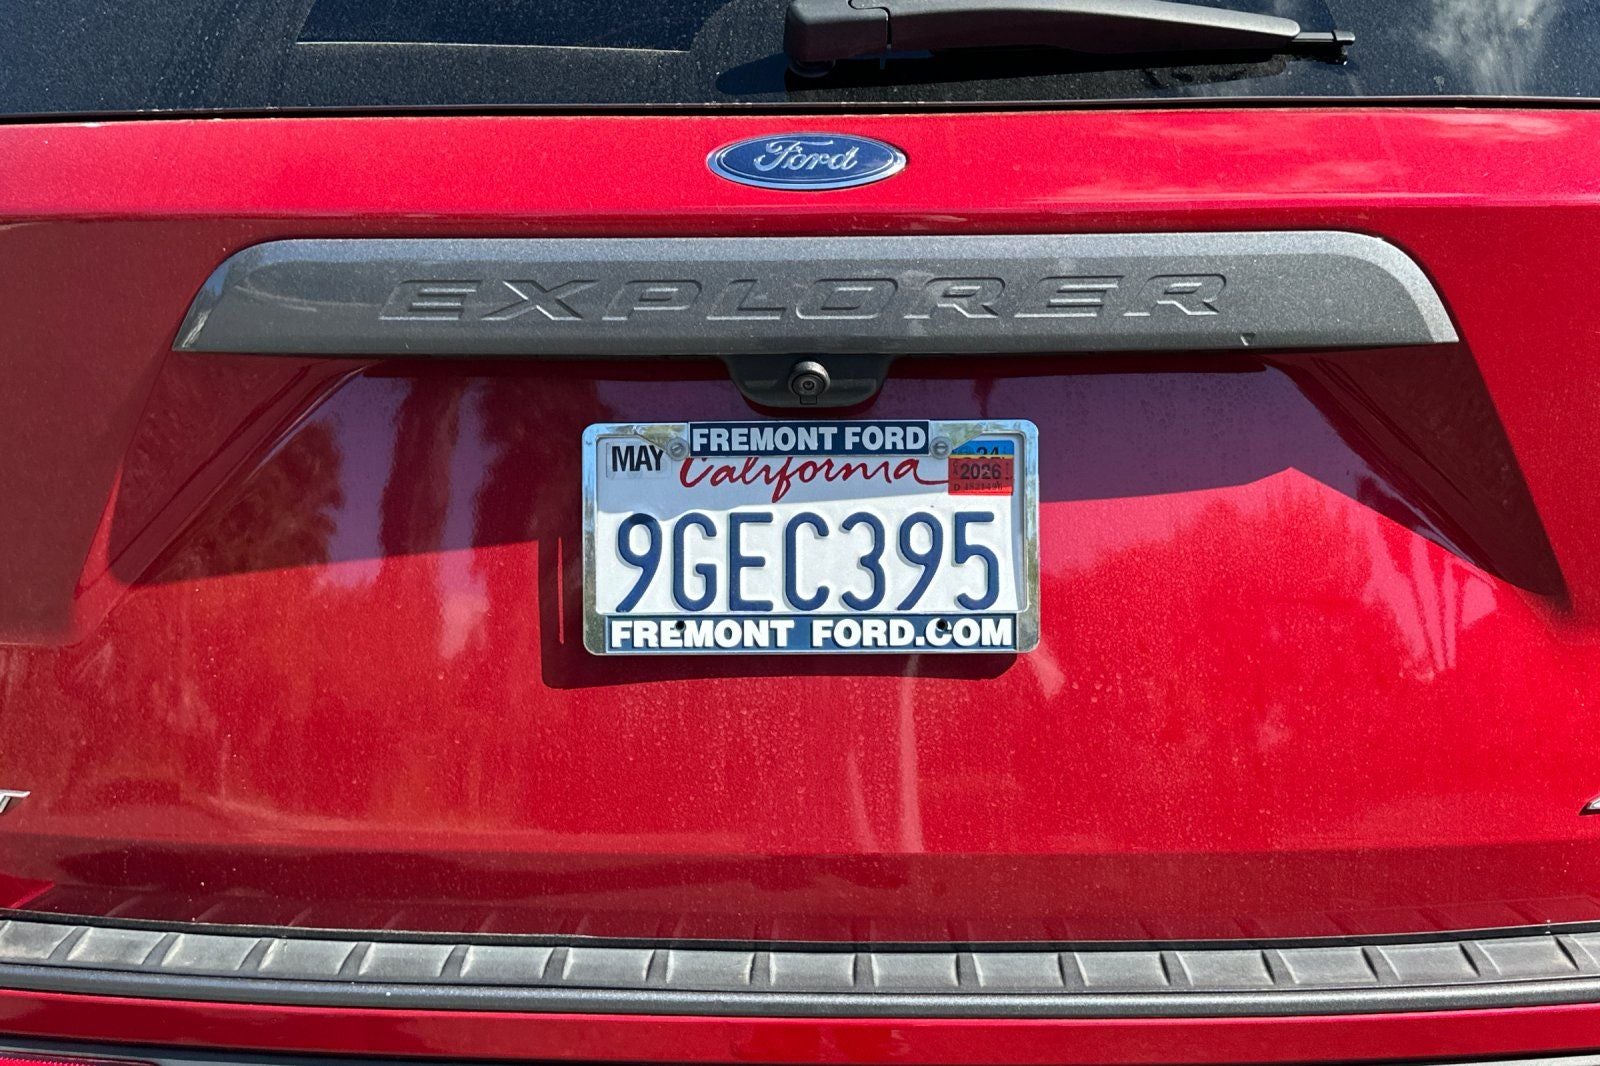 Ford
EXPLORER
FREMONT FORD
MAY
California
2026
9GEC395
FREMONT FORD.COM